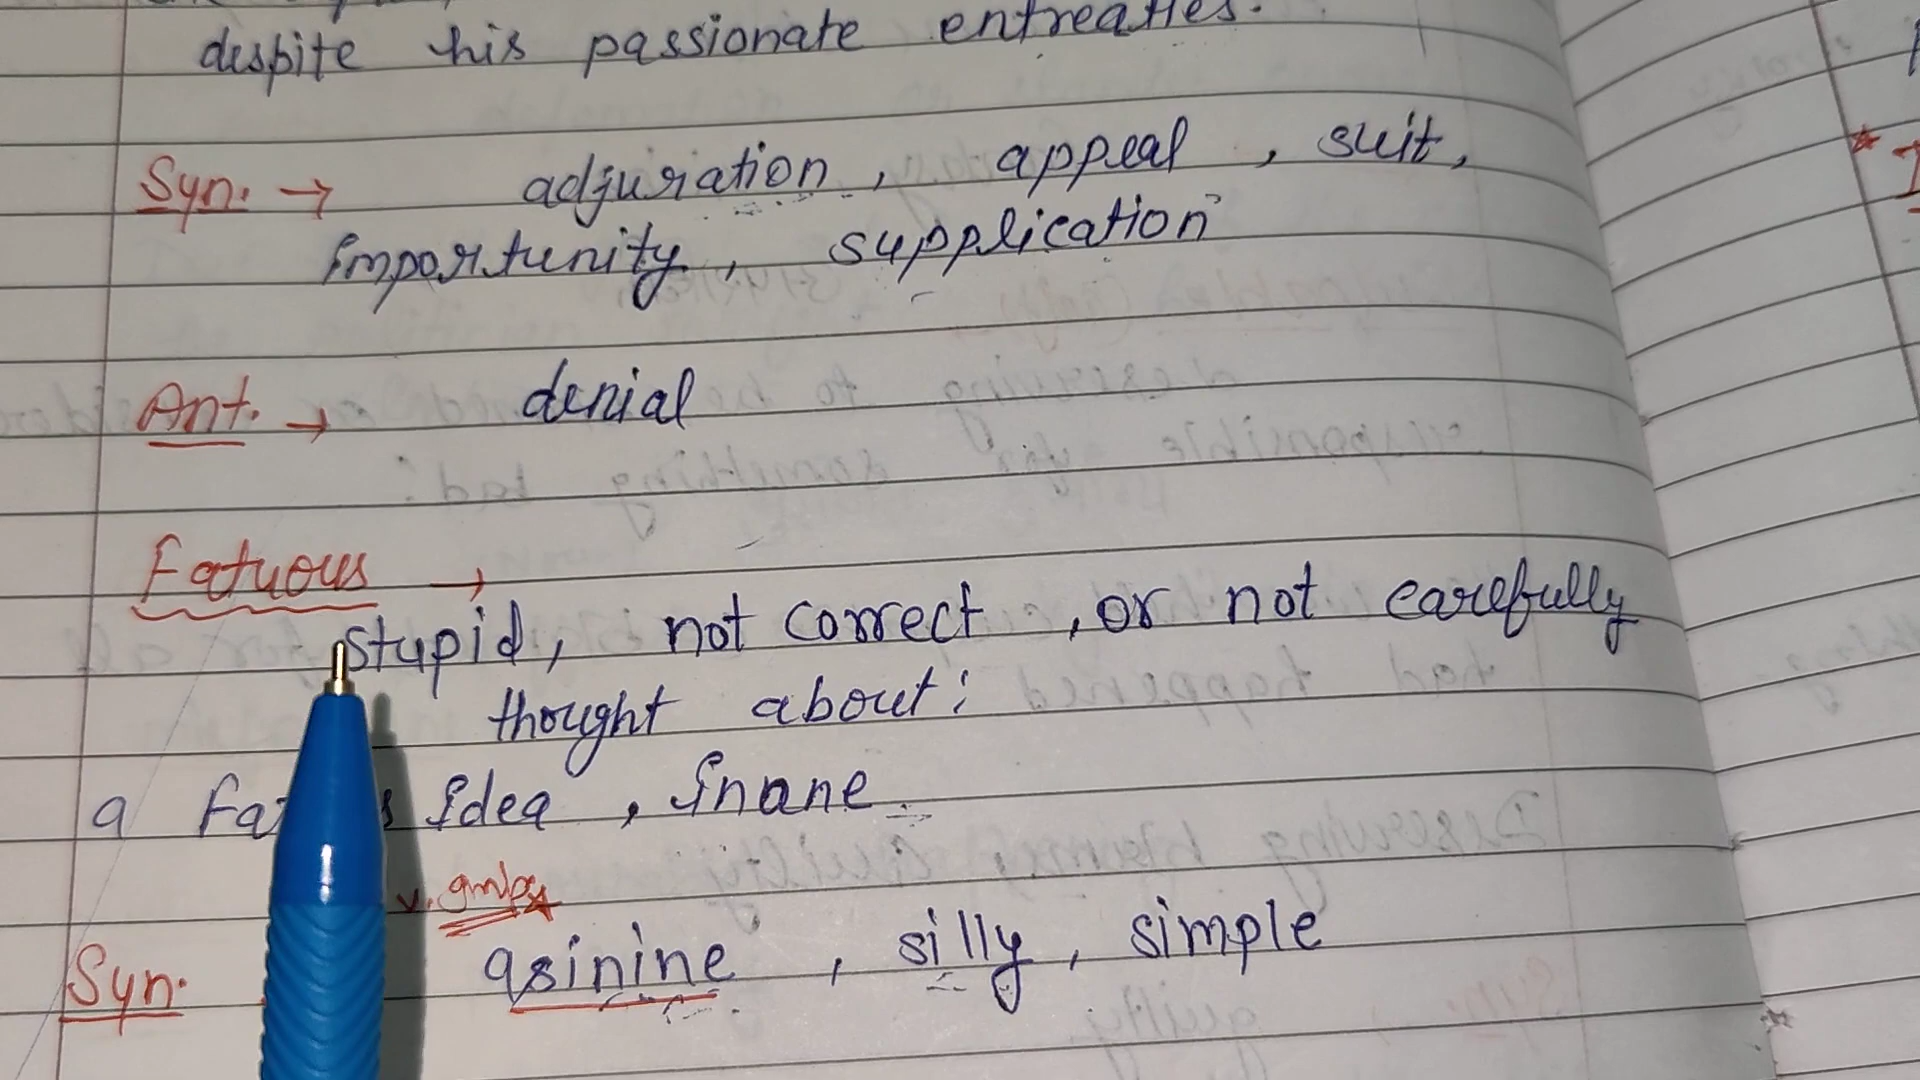 despite his passionate entreaties.
Syn. → adjuration, appeal, suit,
importunity, supplication
Ant. → denial
Fatuous →
stupid, not correct, or not carefully
thought about:
a idea, inane
v. imp
Syn. asinine, silly, simple